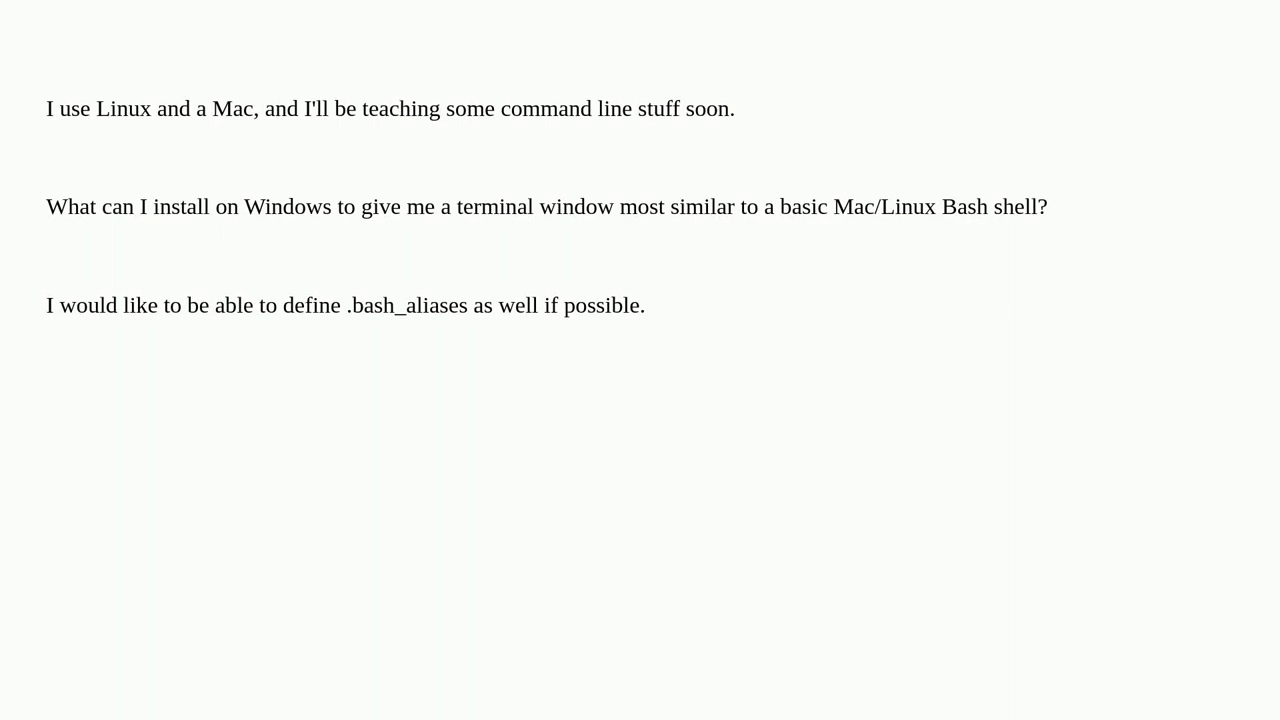 I use Linux and a Mac, and I'll be teaching some command line stuff soon.
What can I install on Windows to give me a terminal window most similar to a basic Mac/Linux Bash shell?
I would like to be able to define .bash_aliases as well if possible.